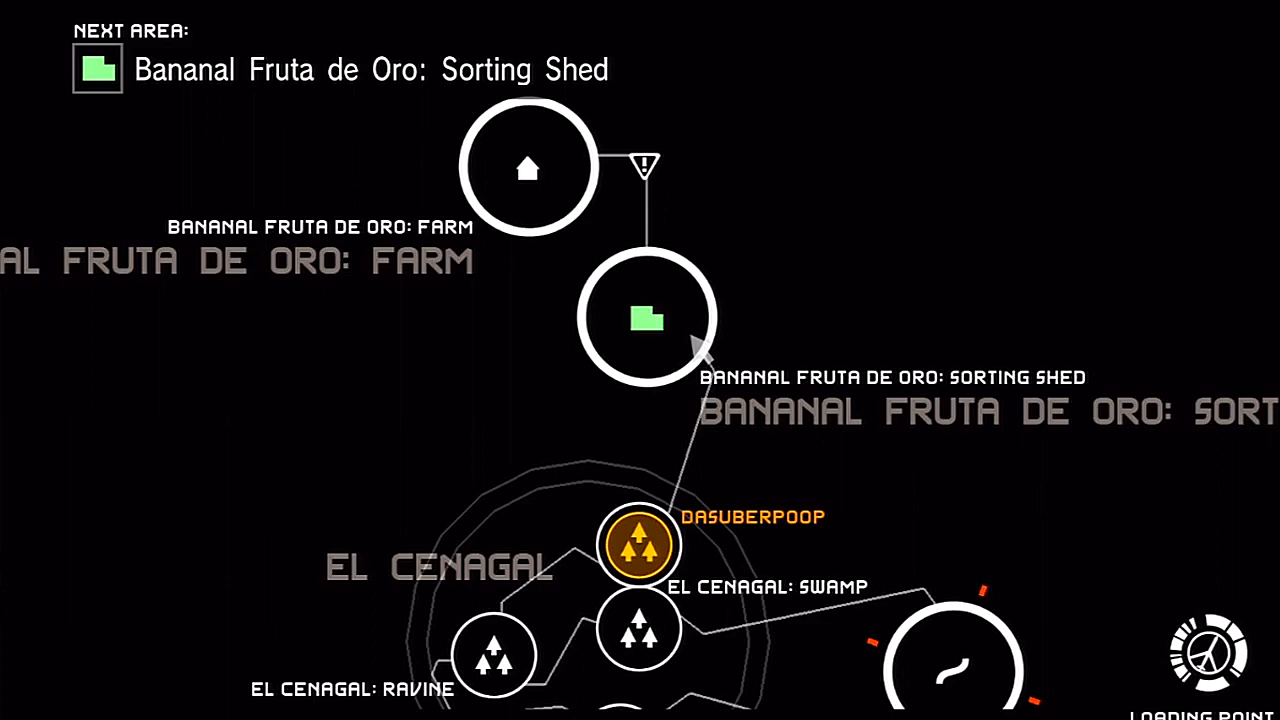 NEXT AREA:
Bananal Fruta de Oro: Sorting Shed
BANANAL FRUTA DE ORO: FARM
AL FRUTA DE ORO: FARM
BANANAL FRUTA DE ORO: SORTING SHED
BANANAL FRUTA DE ORO: SORT
DASUBERPOOP
EL CENAGAL
EL CENAGAL: SWAMP
EL CENAGAL: RAVINE
LOADING POINT